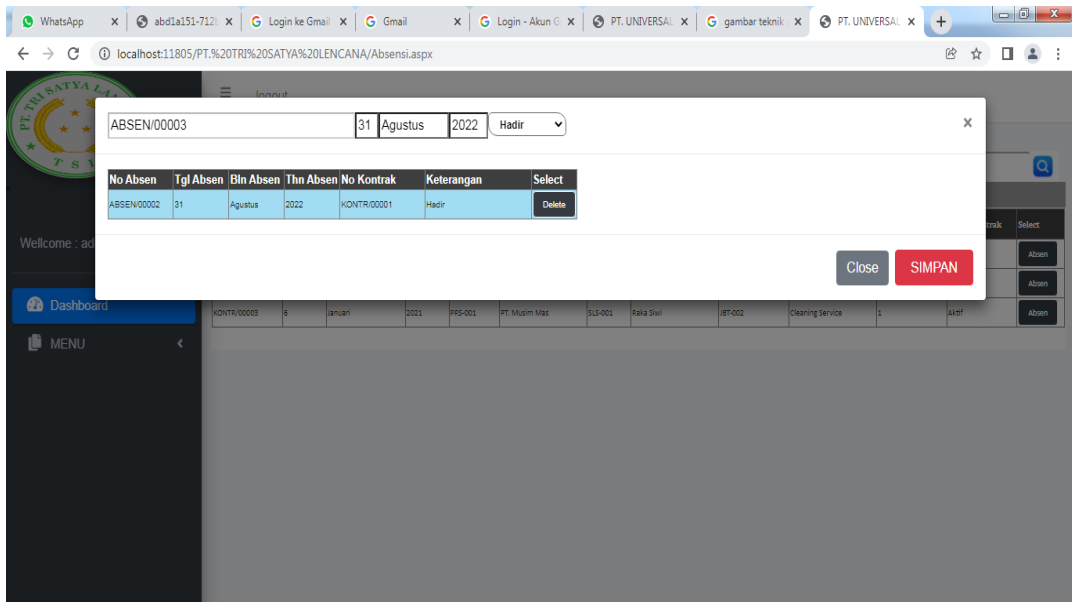 WhatsApp abd1a151-712 Login ke Gmail Gmail Login - Akun G PT. UNIVERSAL gambar teknik PT. UNIVERSAL
localhost:11805/PT.%20TRI%20SATYA%20LENCANA/Absensi.aspx
PT. TRI SATYA
T S
logout
ABSEN/00003 31 Agustus 2022 Hadir
No Absen Tgl Absen Bln Absen Thn Absen No Kontrak Keterangan Select
ABSEN/00002 31 Agustus 2022 KONTR/00001 Hadir Delete
Close SIMPAN
Wellcome : ad
trak Select
Absen
Absen
KONTR/00003 6 Januari 2021 PRS-001 PT. Musim Mas SLS-001 Raka Siwi JBT-002 Cleaning Service 1 Aktif Absen
Dashboard
MENU